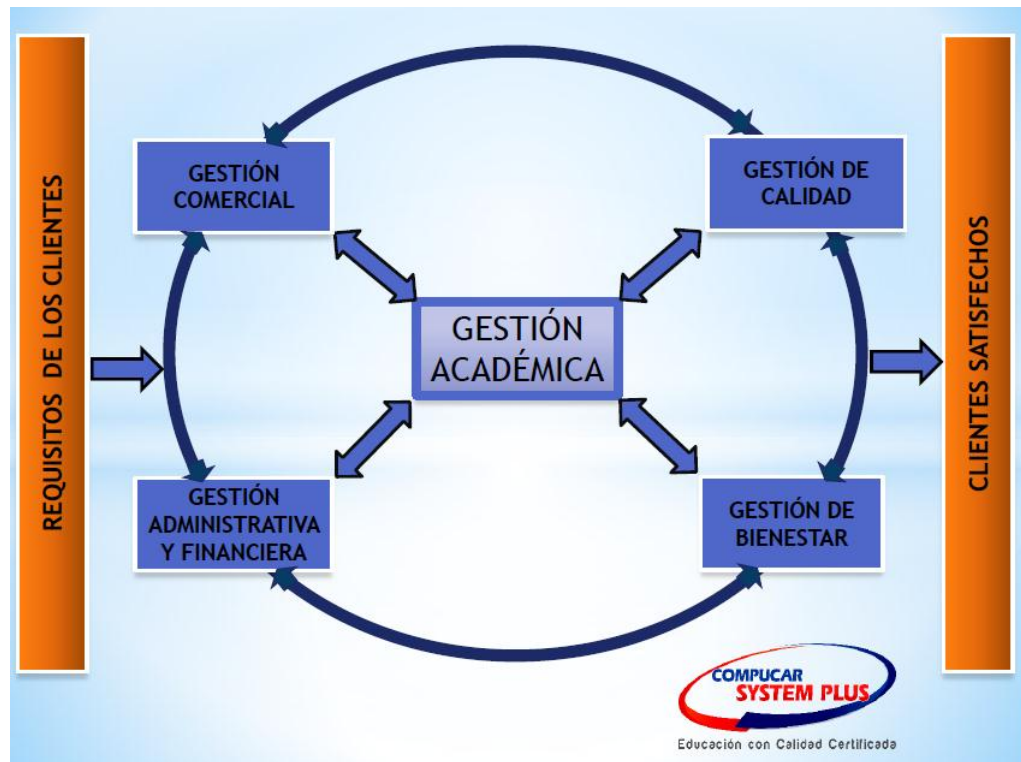 REQUISITOS DE LOS CLIENTES
GESTIÓN
COMERCIAL
GESTIÓN DE
CALIDAD
GESTIÓN
ACADÉMICA
GESTIÓN
ADMINISTRATIVA
Y FINANCIERA
GESTIÓN DE
BIENESTAR
CLIENTES SATISFECHOS
COMPUCAR
SYSTEM PLUS
Educación con Calidad Certificada